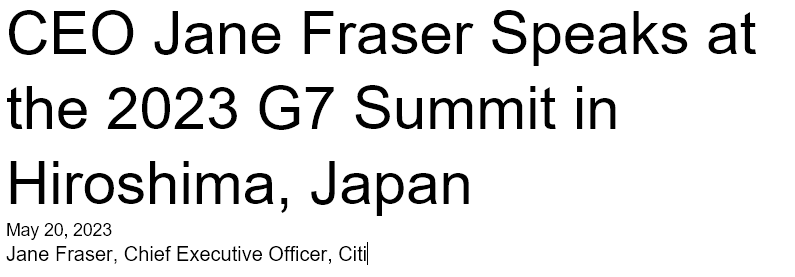 CEO Jane Fraser Speaks at
the 2023 G7 Summit in
Hiroshima, Japan
May 20, 2023
Jane Fraser, Chief Executive Officer, Citi